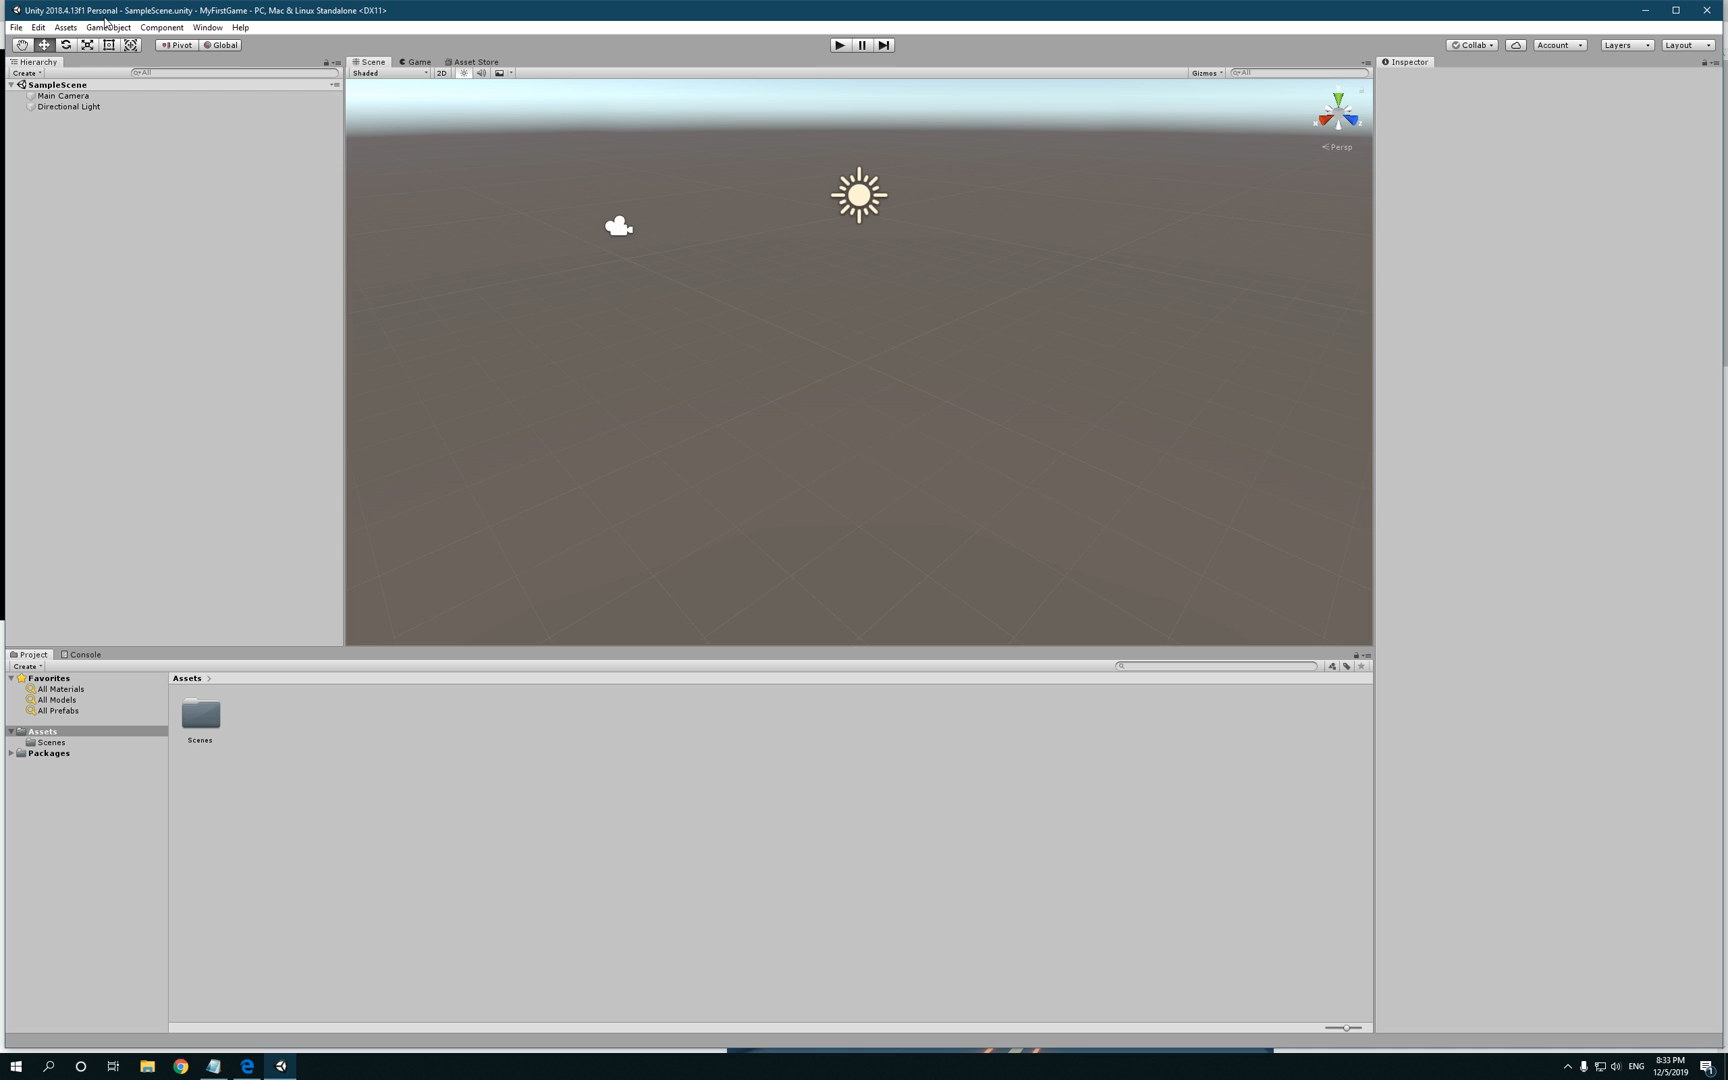 Unity 2018.4.13f1 Personal - SampleScene.unity - MyFirstGame - PC, Mac & Linux Standalone <DX11>
File Edit Assets GameObject Component Window Help
Pivot Global Collab Account Layers Layout
Hierarchy Scene Game Asset Store Inspector
Create All Shaded 2D Gizmos All
SampleScene
Main Camera
Directional Light
Persp
Project Console
Create
Favorites Assets
All Materials
All Models
All Prefabs
Assets
Scenes Scenes
Packages
ENG 8:33 PM
12/5/2019